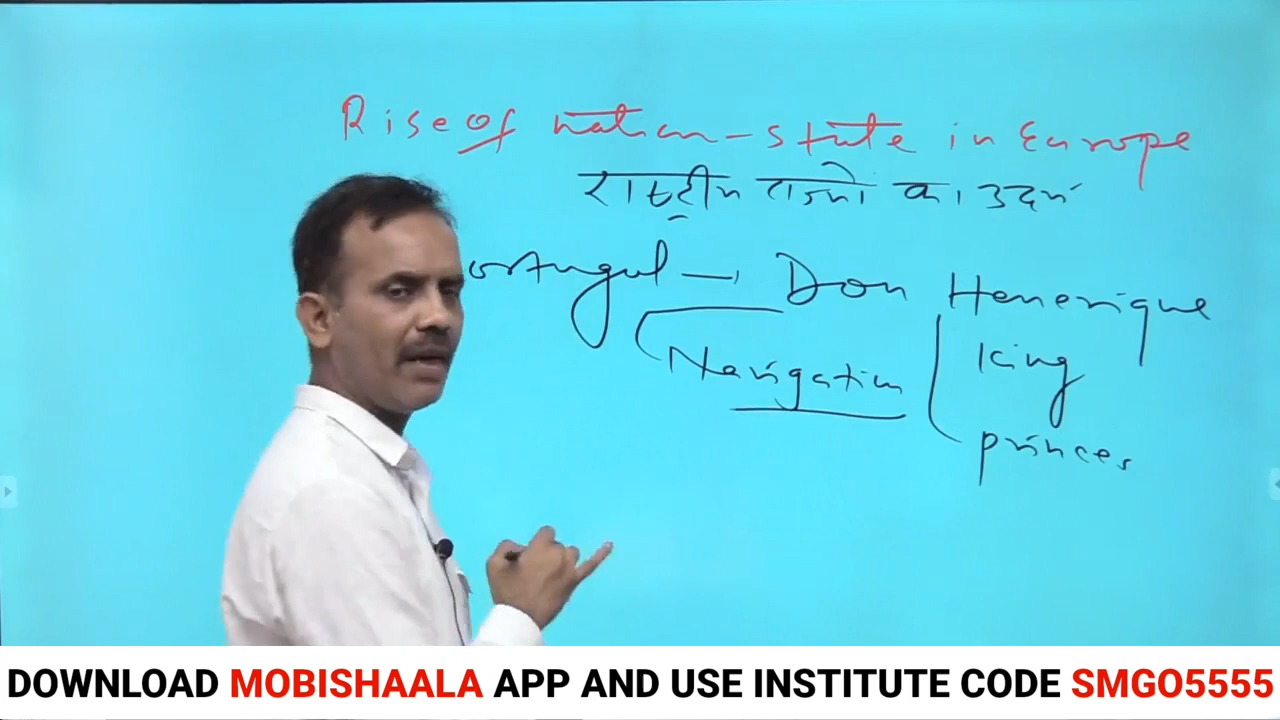 Rise of nation-state in Europe
राष्ट्रीय राज्यों का उदय
ortugal → Don Henerique
Navigation
King
princes
DOWNLOAD MOBISHAALA APP AND USE INSTITUTE CODE SMGO5555